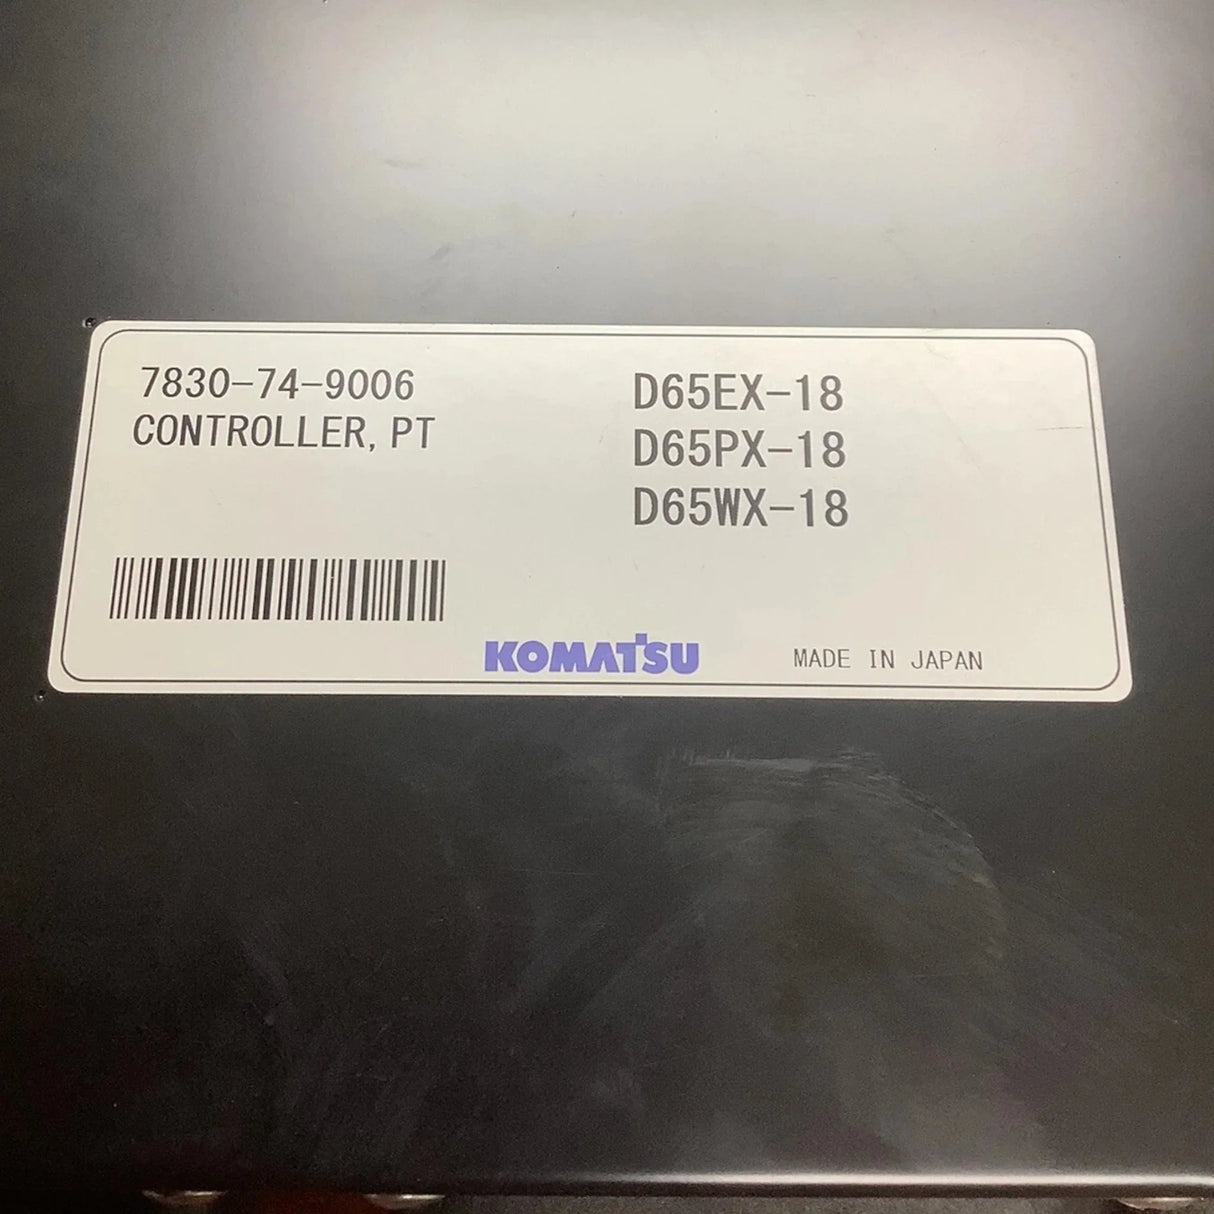 7830-74-9006
CONTROLLER, PT
D65EX-18
D65PX-18
D65WX-18
KOMATSU
MADE IN JAPAN